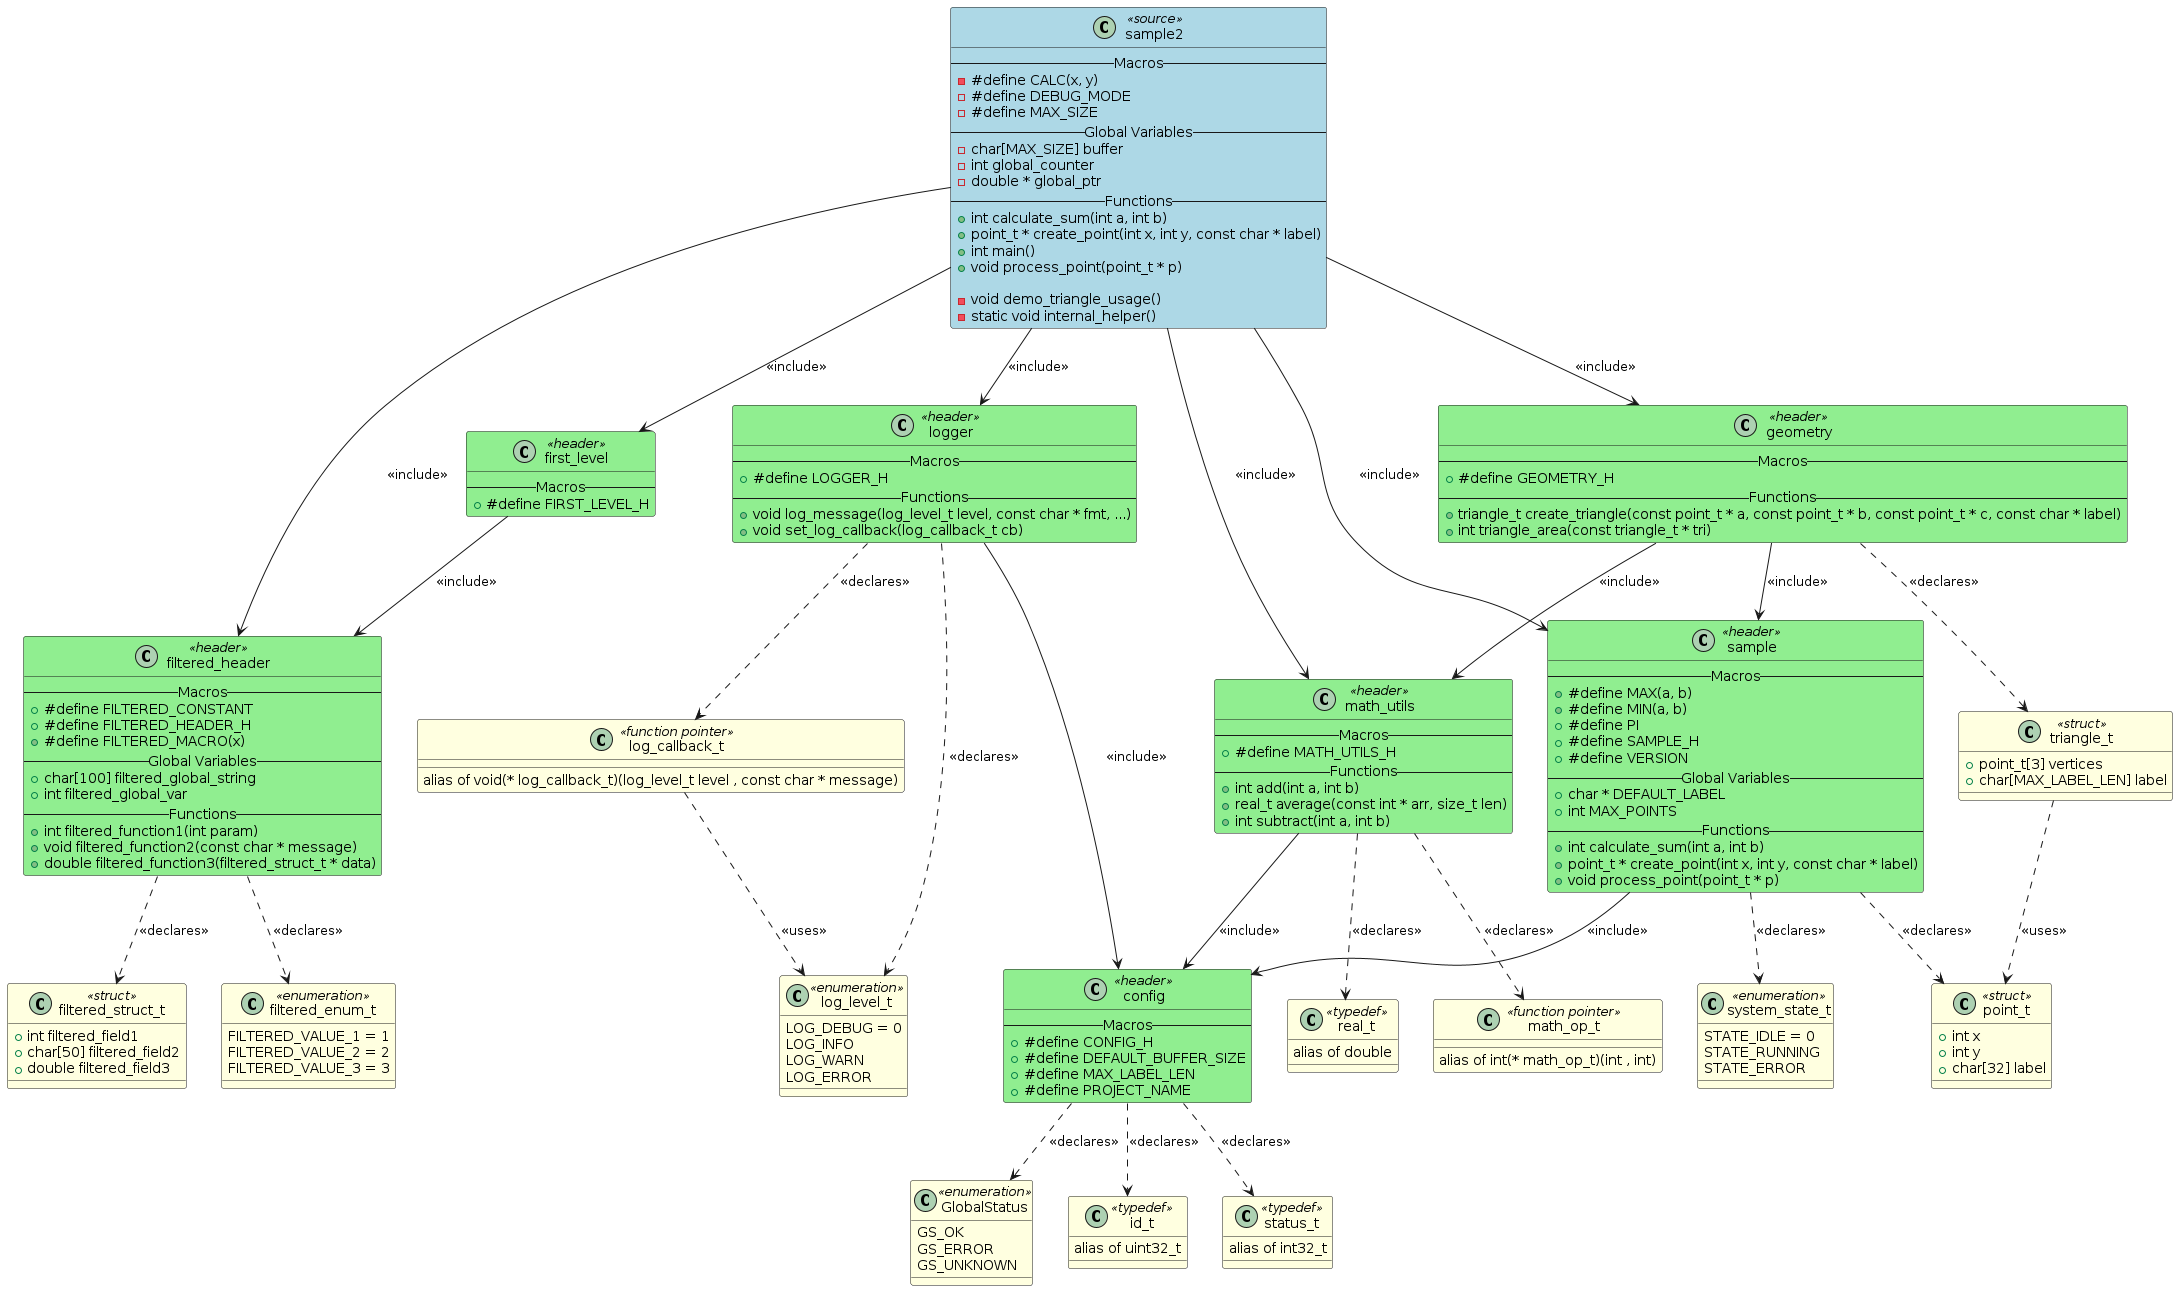 C
«source»
sample2
Macros
#define CALC(x, y)
#define DEBUG_MODE
#define MAX_SIZE
Global Variables
char[MAX_SIZE] buffer
int global_counter
double * global_ptr
Functions
int calculate_sum(int a, int b)
point_t * create_point(int x, int y, const char * label)
int main()
void process_point(point_t * p)
void demo_triangle_usage()
static void internal_helper()
«include»
«include»
«include»
«include»
«include»
«include»
C
«header»
first_level
Macros
#define FIRST_LEVEL_H
C
«header»
logger
Macros
#define LOGGER_H
Functions
void log_message(log_level_t level, const char * fmt, ...)
void set_log_callback(log_callback_t cb)
C
«header»
geometry
Macros
#define GEOMETRY_H
Functions
triangle_t create_triangle(const point_t * a, const point_t * b, const point_t * c, const char * label)
int triangle_area(const triangle_t * tri)
«include»
«declares»
«include»
«include»
«declares»
C
«header»
filtered_header
Macros
#define FILTERED_CONSTANT
#define FILTERED_HEADER_H
#define FILTERED_MACRO(x)
Global Variables
char[100] filtered_global_string
int filtered_global_var
Functions
int filtered_function1(int param)
void filtered_function2(const char * message)
double filtered_function3(filtered_struct_t * data)
C
«function pointer»
log_callback_t
alias of void(* log_callback_t)(log_level_t level , const char * message)
«declares»
«include»
C
«header»
math_utils
Macros
#define MATH_UTILS_H
Functions
int add(int a, int b)
real_t average(const int * arr, size_t len)
int subtract(int a, int b)
C
«header»
sample
Macros
#define MAX(a, b)
#define MIN(a, b)
#define PI
#define SAMPLE_H
#define VERSION
Global Variables
char * DEFAULT_LABEL
int MAX_POINTS
Functions
int calculate_sum(int a, int b)
point_t * create_point(int x, int y, const char * label)
void process_point(point_t * p)
C
«struct»
triangle_t
point_t[3] vertices
char[MAX_LABEL_LEN] label
«declares»
«declares»
«uses»
«include»
«declares»
«declares»
«include»
«declares»
«declares»
«uses»
C
«struct»
filtered_struct_t
int filtered_field1
char[50] filtered_field2
double filtered_field3
C
«enumeration»
filtered_enum_t
FILTERED_VALUE_1 = 1
FILTERED_VALUE_2 = 2
FILTERED_VALUE_3 = 3
C
«enumeration»
log_level_t
LOG_DEBUG = 0
LOG_INFO
LOG_WARN
LOG_ERROR
C
«header»
config
Macros
#define CONFIG_H
#define DEFAULT_BUFFER_SIZE
#define MAX_LABEL_LEN
#define PROJECT_NAME
C
«typedef»
real_t
alias of double
C
«function pointer»
math_op_t
alias of int(* math_op_t)(int , int)
C
«enumeration»
system_state_t
STATE_IDLE = 0
STATE_RUNNING
STATE_ERROR
C
«struct»
point_t
int x
int y
char[32] label
«declares»
«declares»
«declares»
C
«enumeration»
GlobalStatus
GS_OK
GS_ERROR
GS_UNKNOWN
C
«typedef»
id_t
alias of uint32_t
C
«typedef»
status_t
alias of int32_t